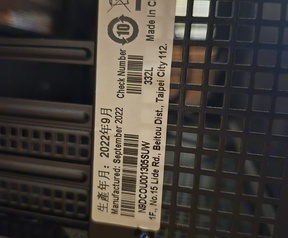 生產年月：2022年9月
Manufactured: September 2022
Check Number
332L
10
Made in C
1F., No.15 Lide Rd., Beitou Dist., Taipei City 112,